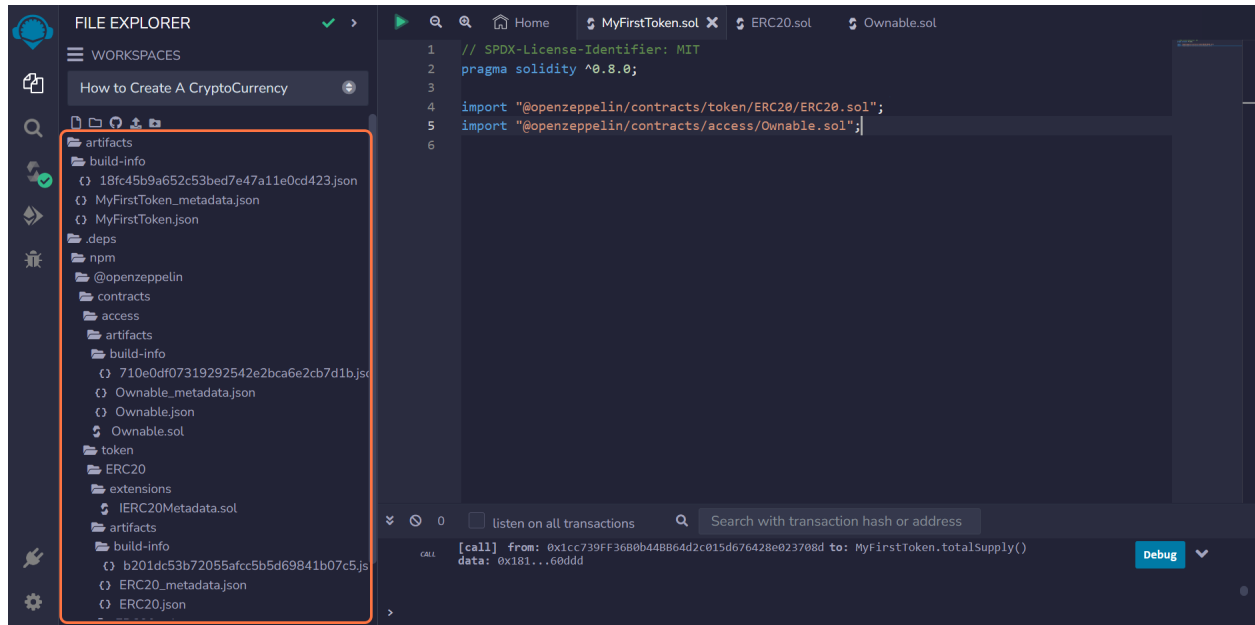 FILE EXPLORER
WORKSPACES
How to Create A CryptoCurrency
artifacts
build-info
18fc45b9a652c53bed7e47a11e0cd423.json
MyFirstToken_metadata.json
MyFirstToken.json
.deps
npm
@openzeppelin
contracts
access
artifacts
build-info
710e0df07319292542e2bca6e2cb7d1b.jso
Ownable_metadata.json
Ownable.json
Ownable.sol
token
ERC20
extensions
IERC20Metadata.sol
artifacts
build-info
b201dc53b72055afcc5b5d69841b07c5.js
ERC20_metadata.json
ERC20.json
Home MyFirstToken.sol ERC20.sol Ownable.sol
1 // SPDX-License-Identifier: MIT
2 pragma solidity ^0.8.0;
3
4 import "@openzeppelin/contracts/token/ERC20/ERC20.sol";
5 import "@openzeppelin/contracts/access/Ownable.sol";
6
0 listen on all transactions Search with transaction hash or address
CALL [call] from: 0x1cc739FF36B0b44BB64d2c015d676428e023708d to: MyFirstToken.totalSupply() Debug
data: 0x181...60ddd
>